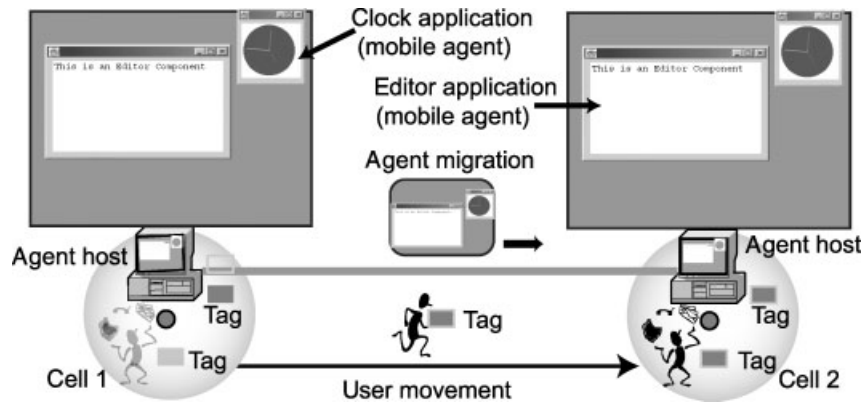 Clock application
(mobile agent)
This is an Editor Component
Editor application
(mobile agent)
This is an Editor Component
Agent migration
Agent host
Agent host
Tag
Tag
Tag
Tag
Tag
Cell 1
Cell 2
User movement